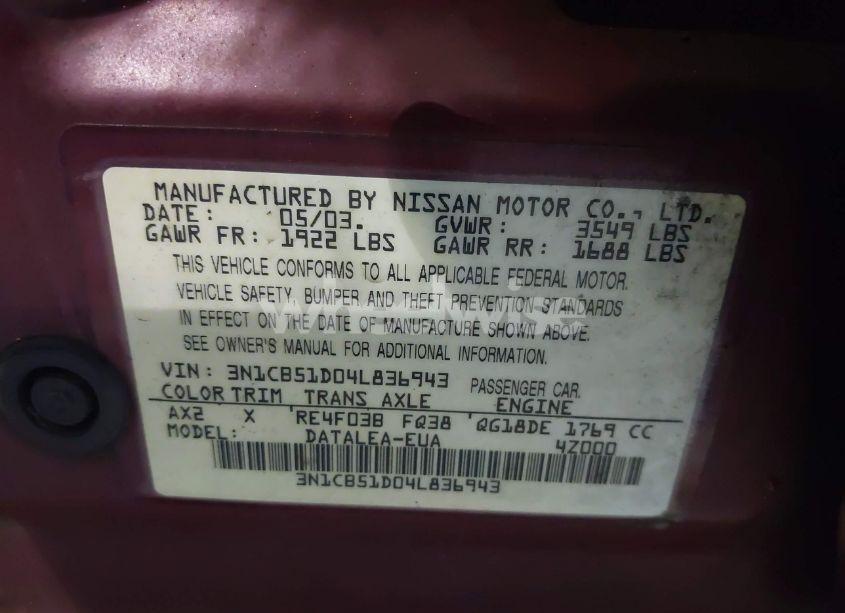 MANUFACTURED BY NISSAN MOTOR CO., LTD.
DATE: 05/03. GVWR: 3549 LBS
GAWR FR: 1922 LBS GAWR RR: 1688 LBS
THIS VEHICLE CONFORMS TO ALL APPLICABLE FEDERAL MOTOR.
VEHICLE SAFETY, BUMPER AND THEFT PREVENTION STANDARDS
IN EFFECT ON THE DATE OF MANUFACTURE SHOWN ABOVE.
SEE OWNER'S MANUAL FOR ADDITIONAL INFORMATION.
VIN: 3N1CB51D04L836943 PASSENGER CAR.
COLOR TRIM TRANS AXLE ENGINE
AX2 X 'RE4F03B FQ38 'QG18DE 1769 CC
MODEL: DATALEA-EUA 4Z000
3N1CB51D04L836943